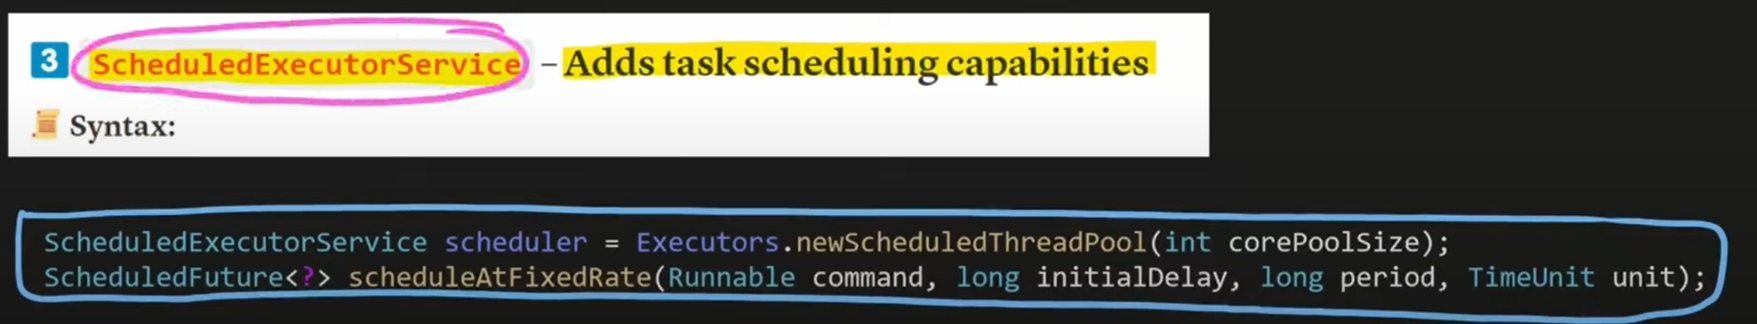 3 ScheduledExecutorService – Adds task scheduling capabilities
Syntax:
ScheduledExecutorService scheduler = Executors.newScheduledThreadPool(int corePoolSize);
ScheduledFuture<?> scheduleAtFixedRate(Runnable command, long initialDelay, long period, TimeUnit unit);